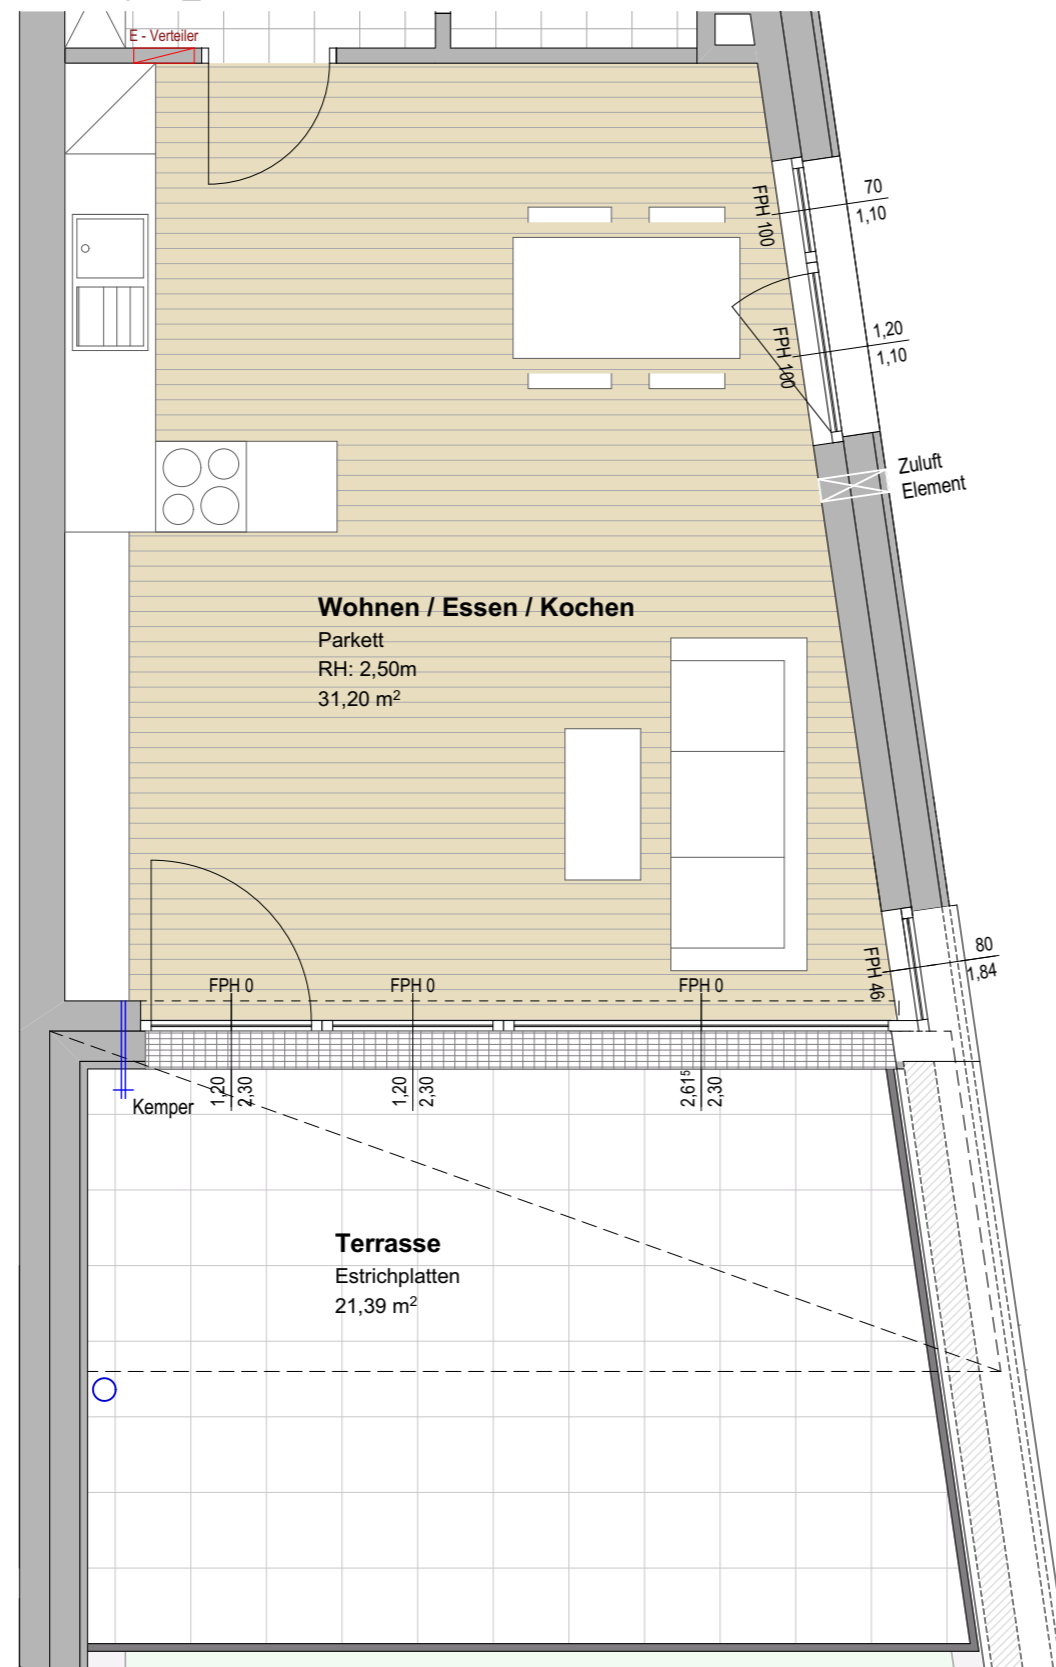 E - Verteiler
FPH 100
70
1,10
FPH 100
1,20
1,10
Zuluft
Element
Wohnen / Essen / Kochen
Parkett
RH: 2,50m
31,20 m²
FPH 46
80
1,84
FPH 0
FPH 0
FPH 0
1,20
2,30
1,20
2,30
2,61⁵
2,30
Kemper
Terrasse
Estrichplatten
21,39 m²